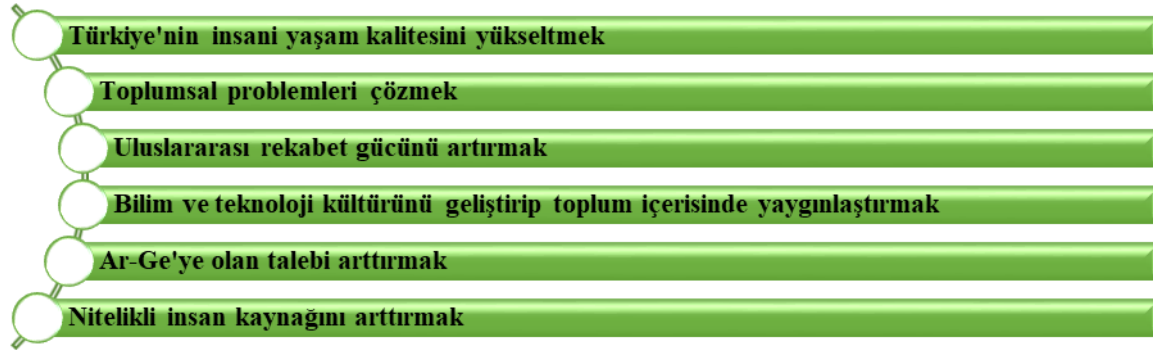 Türkiye'nin insani yaşam kalitesini yükseltmek
Toplumsal problemleri çözmek
Uluslararası rekabet gücünü artırmak
Bilim ve teknoloji kültürünü geliştirip toplum içerisinde yaygınlaştırmak
Ar-Ge'ye olan talebi arttırmak
Nitelikli insan kaynağını arttırmak